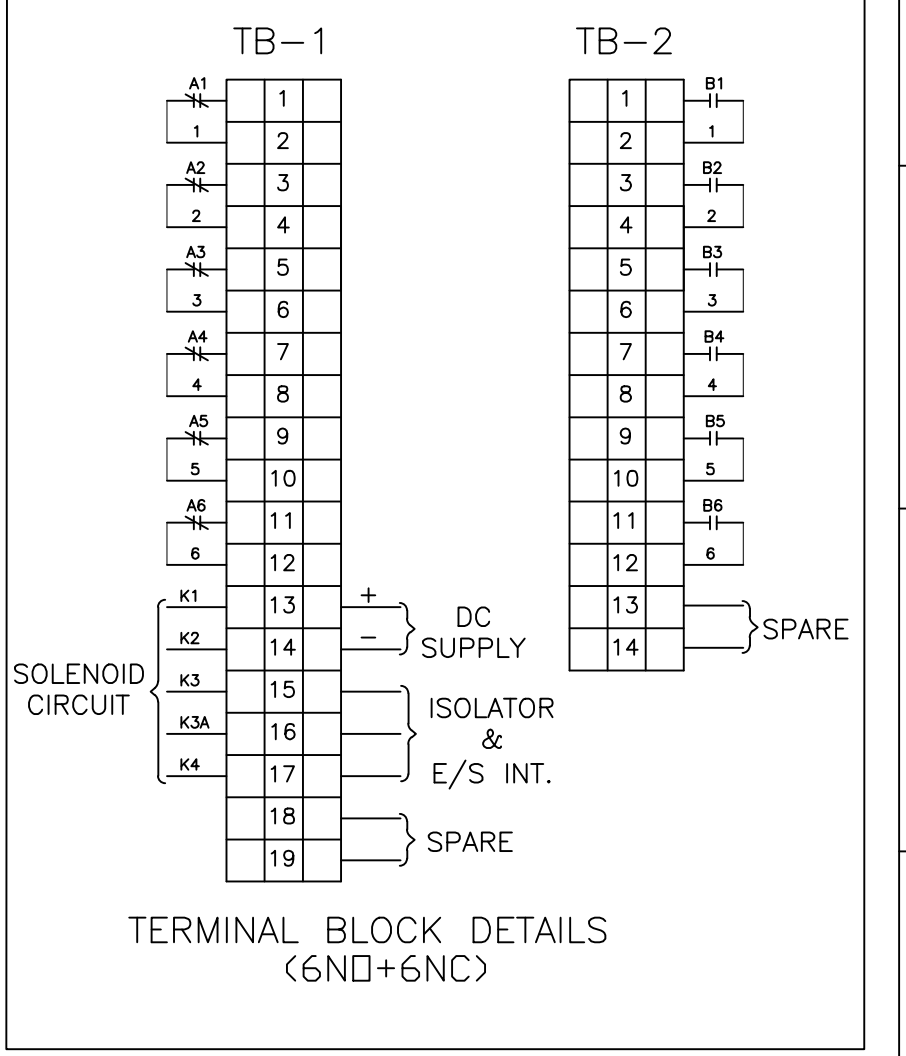 TB-1
A1
1
1
2
A2
2
3
4
A3
3
5
6
A4
4
7
8
A5
5
9
10
A6
6
11
12
SOLENOID
CIRCUIT
K1
K2
K3
K3A
K4
13
14
15
16
17
18
19
+
-
DC
SUPPLY
ISOLATOR
&
E/S INT.
SPARE
TB-2
1
2
B1
1
3
4
B2
2
5
6
B3
3
7
8
B4
4
9
10
B5
5
11
12
B6
6
13
14
SPARE
TERMINAL BLOCK DETAILS
(6NO+6NC)